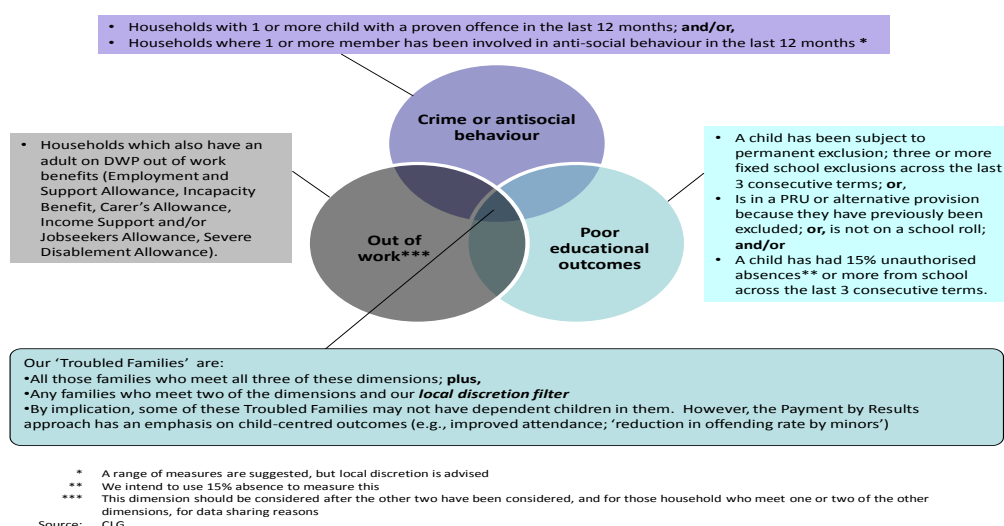 • Households with 1 or more child with a proven offence in the last 12 months; and/or,
• Households where 1 or more member has been involved in anti-social behaviour in the last 12 months *
Crime or antisocial
behaviour
• Households which also have an
adult on DWP out of work
benefits (Employment and
Support Allowance, Incapacity
Benefit, Carer's Allowance,
Income Support and/or
Jobseekers Allowance, Severe
Disablement Allowance).
Out of
work***
Poor
educational
outcomes
• A child has been subject to
permanent exclusion; three or more
fixed school exclusions across the last
3 consecutive terms; or,
• Is in a PRU or alternative provision
because they have previously been
excluded; or, is not on a school roll;
and/or
• A child has had 15% unauthorised
absences** or more from school
across the last 3 consecutive terms.
Our 'Troubled Families' are:
•All those families who meet all three of these dimensions; plus,
•Any families who meet two of the dimensions and our local discretion filter
•By implication, some of these Troubled Families may not have dependent children in them. However, the Payment by Results
approach has an emphasis on child-centred outcomes (e.g., improved attendance; 'reduction in offending rate by minors')
* A range of measures are suggested, but local discretion is advised
** We intend to use 15% absence to measure this
*** This dimension should be considered after the other two have been considered, and for those household who meet one or two of the other
dimensions, for data sharing reasons
Source: CLG